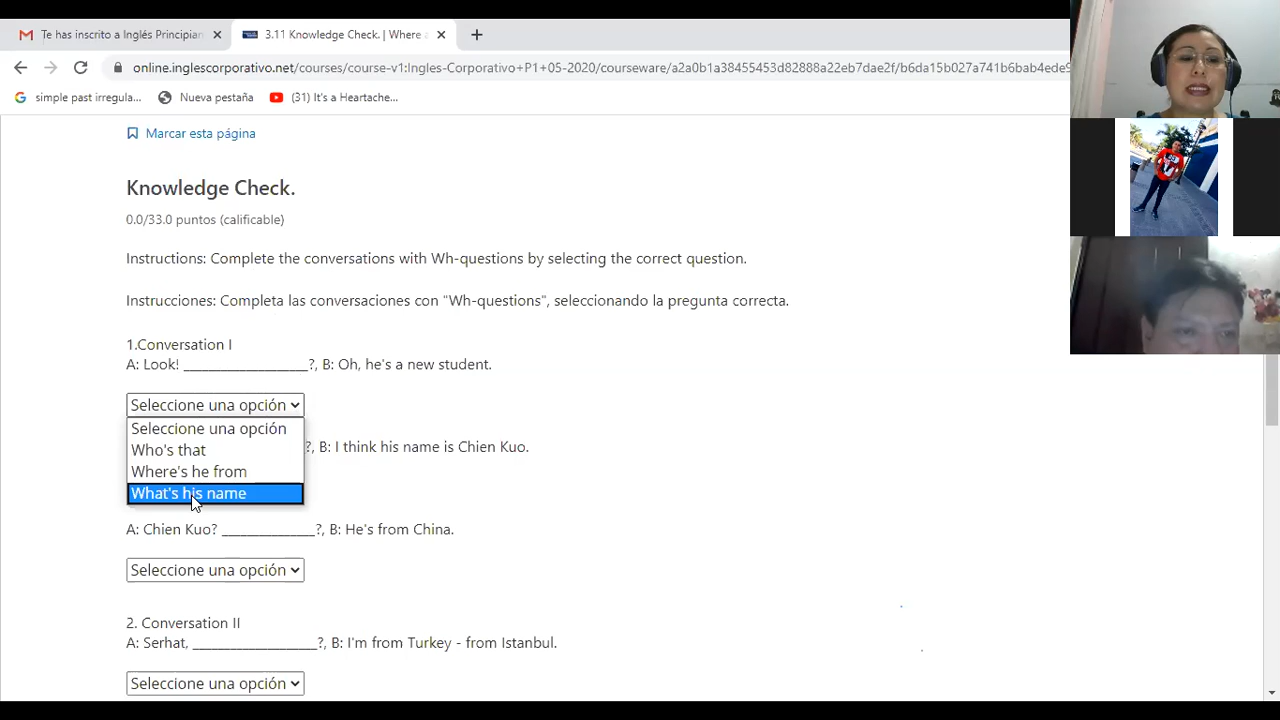 Te has inscrito a Inglés Principian
3.11 Knowledge Check. | Where a
online.inglescorporativo.net/courses/course-v1:Ingles-Corporativo+P1+05-2020/courseware/a2a0b1a38455453d82888a22eb7dae2f/b6da15b027a741b6bab4ede9
simple past irregula...
Nueva pestaña
(31) It's a Heartache...
Marcar esta página
Knowledge Check.
0.0/33.0 puntos (calificable)
Instructions: Complete the conversations with Wh-questions by selecting the correct question.
Instrucciones: Completa las conversaciones con “Wh-questions”, seleccionando la pregunta correcta.
1.Conversation I
A: Look! ___________________?, B: Oh, he's a new student.
Seleccione una opción
Seleccione una opción
Who's that
?, B: I think his name is Chien Kuo.
Where's he from
What's his name
A: Chien Kuo? ______________?, B: He's from China.
Seleccione una opción
2. Conversation II
A: Serhat, ___________________?, B: I'm from Turkey - from Istanbul.
Seleccione una opción